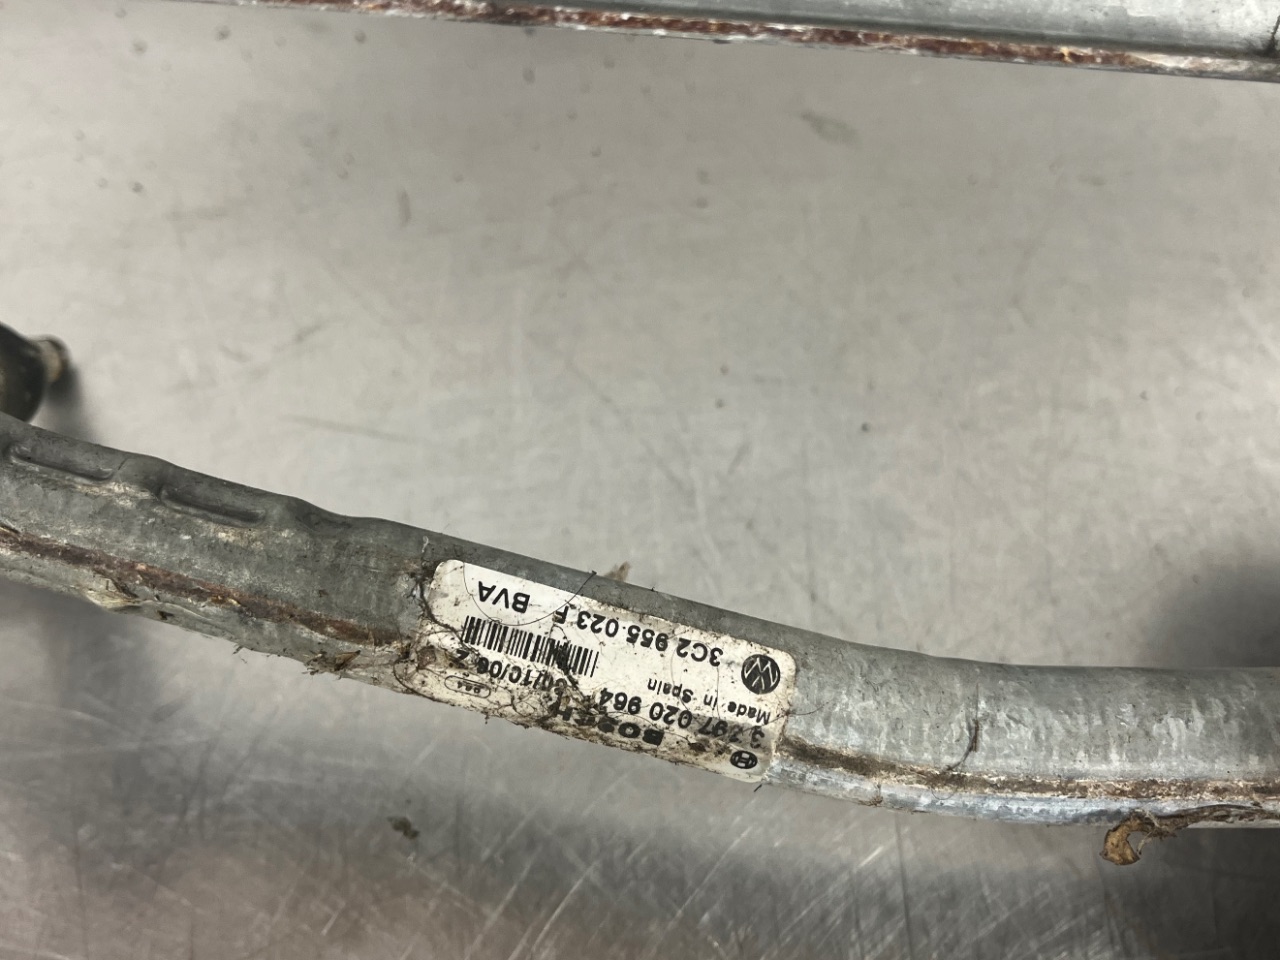 BOSCH
3 397 020 964
Made in Spain
3C2 955 023 F BVA